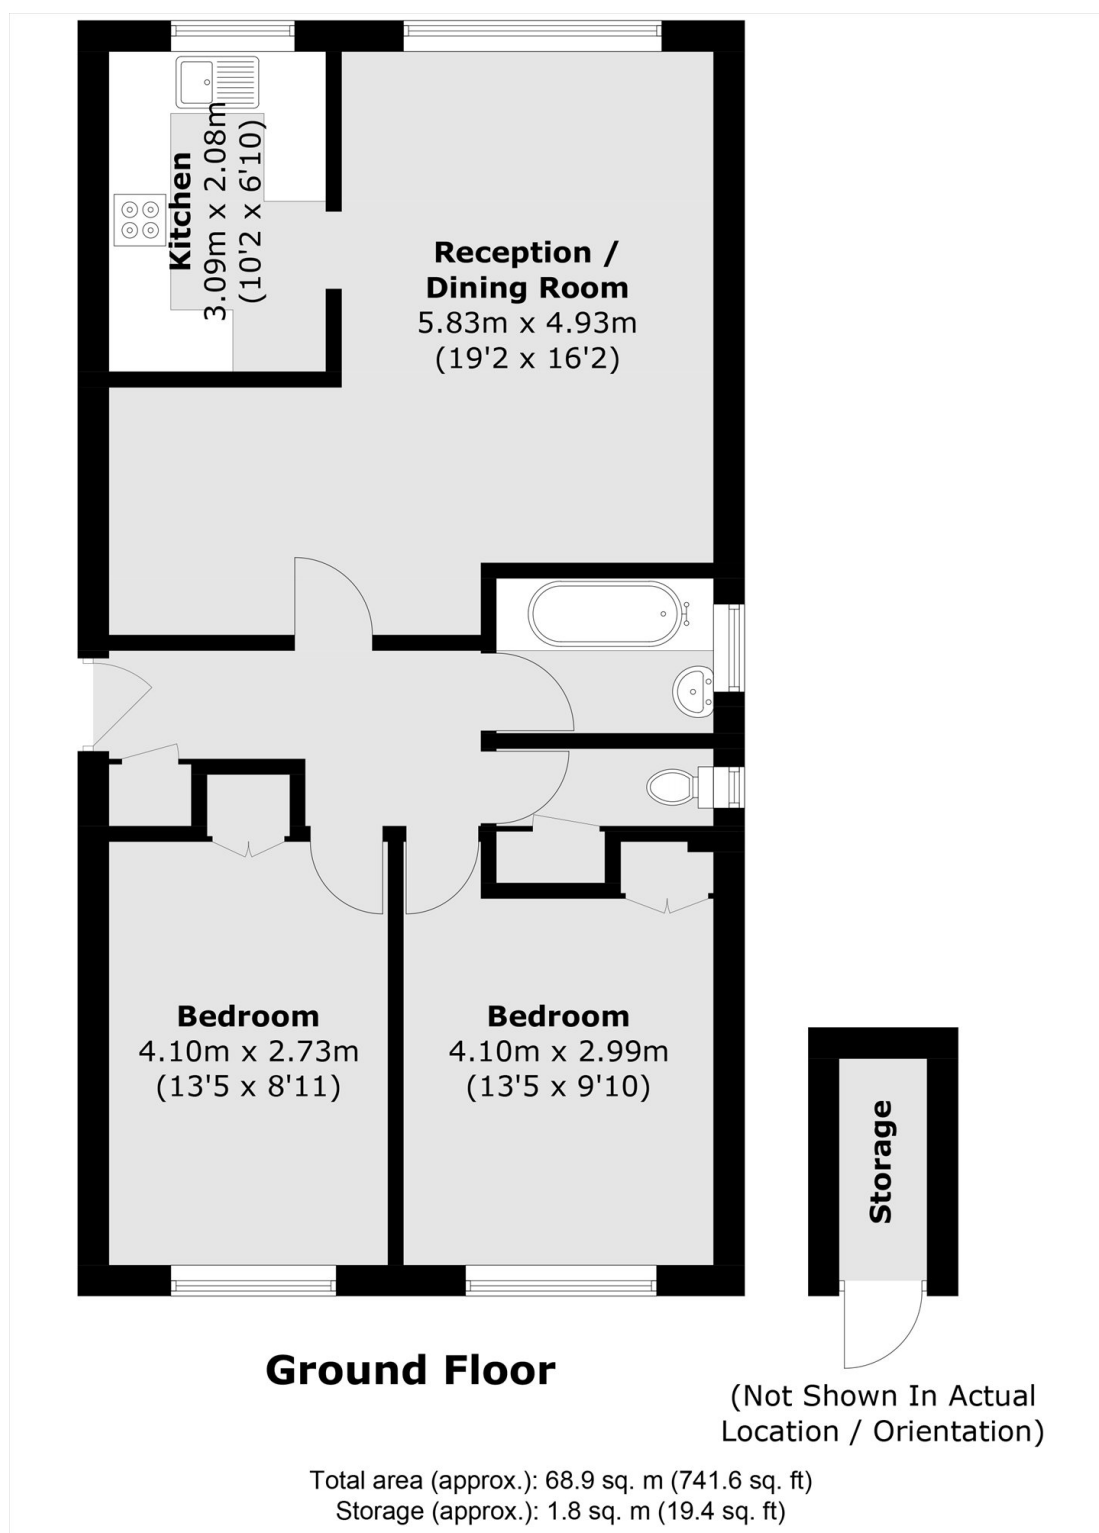 Kitchen
3.09m x 2.08m
(10'2 x 6'10)
Reception /
Dining Room
5.83m x 4.93m
(19'2 x 16'2)
Bedroom
4.10m x 2.73m
(13'5 x 8'11)
Bedroom
4.10m x 2.99m
(13'5 x 9'10)
Storage
Ground Floor
(Not Shown In Actual
Location / Orientation)
Total area (approx.): 68.9 sq. m (741.6 sq. ft)
Storage (approx.): 1.8 sq. m (19.4 sq. ft)